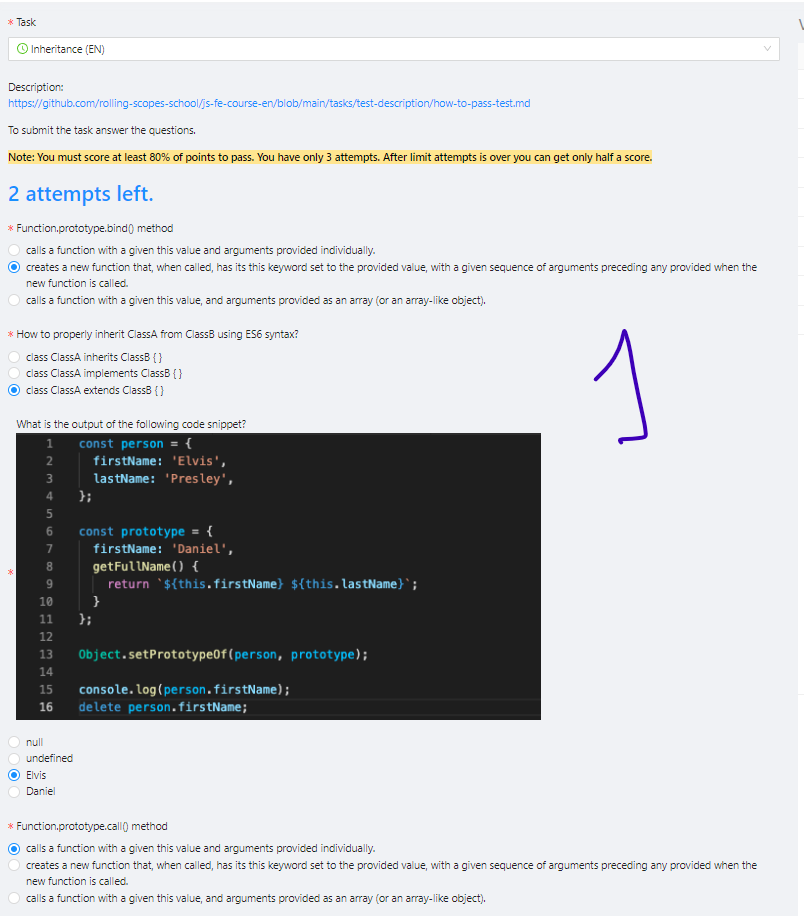 * Task
Inheritance (EN)
Description:
https://github.com/rolling-scopes-school/js-fe-course-en/blob/main/tasks/test-description/how-to-pass-test.md
To submit the task answer the questions.
Note: You must score at least 80% of points to pass. You have only 3 attempts. After limit attempts is over you can get only half a score.
2 attempts left.
* Function.prototype.bind() method
calls a function with a given this value and arguments provided individually.
creates a new function that, when called, has its this keyword set to the provided value, with a given sequence of arguments preceding any provided when the
new function is called.
calls a function with a given this value, and arguments provided as an array (or an array-like object).
* How to properly inherit ClassA from ClassB using ES6 syntax?
class ClassA inherits ClassB { }
class ClassA implements ClassB { }
class ClassA extends ClassB { }
1
What is the output of the following code snippet?
1 const person = {
2 firstName: 'Elvis',
3 lastName: 'Presley',
4 };
5
6 const prototype = {
7 firstName: 'Daniel',
8 getFullName() {
9 return `${this.firstName} ${this.lastName}`;
10 }
11 };
12
13 Object.setPrototypeOf(person, prototype);
14
15 console.log(person.firstName);
16 delete person.firstName;
*
null
undefined
Elvis
Daniel
* Function.prototype.call() method
calls a function with a given this value and arguments provided individually.
creates a new function that, when called, has its this keyword set to the provided value, with a given sequence of arguments preceding any provided when the
new function is called.
calls a function with a given this value, and arguments provided as an array (or an array-like object).